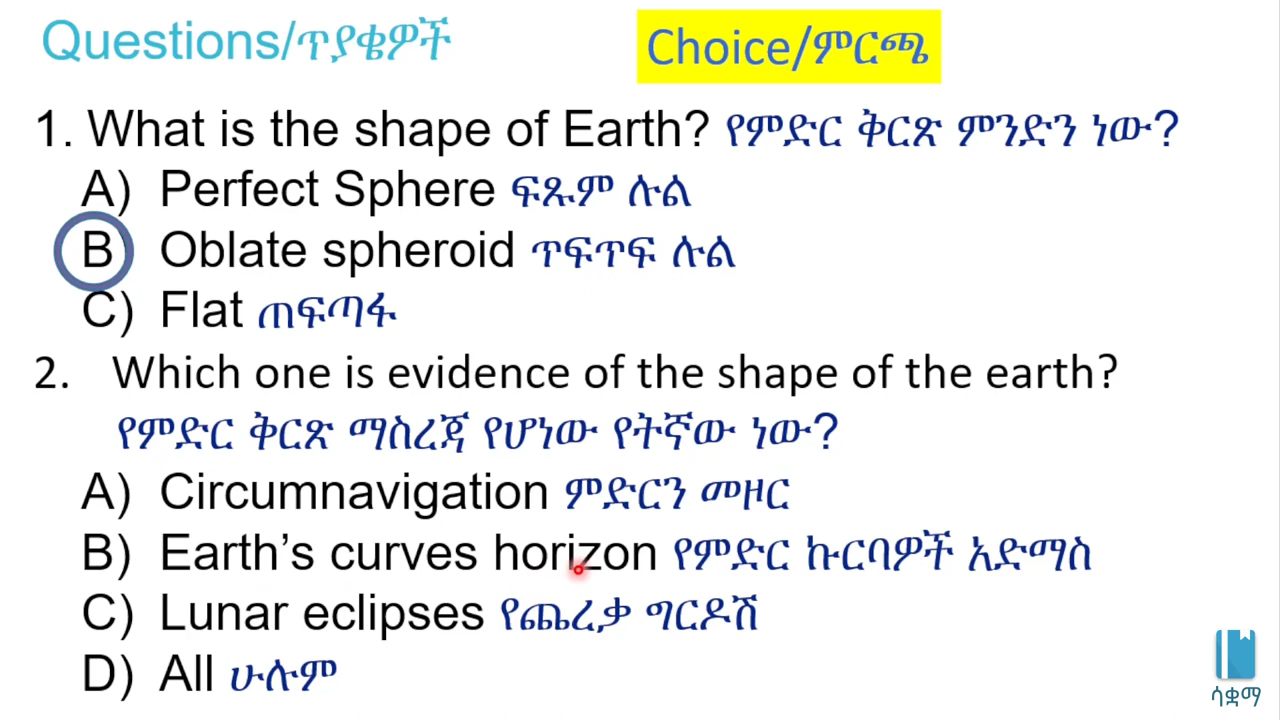 Questions/ጥያቄዎች
Choice/ምርጫ
1. What is the shape of Earth? የምድር ቅርጽ ምንድን ነው?
A) Perfect Sphere ፍጹም ሉል
B Oblate spheroid ጥፍጥፍ ሉል
C) Flat ጠፍጣፋ
2. Which one is evidence of the shape of the earth?
የምድር ቅርጽ ማስረጃ የሆነው የትኛው ነው?
A) Circumnavigation ምድርን መዞር
B) Earth’s curves horizon የምድር ኩርባዎች አድማስ
C) Lunar eclipses የጨረቃ ግርዶሽ
D) All ሁሉም
ሳቋማ